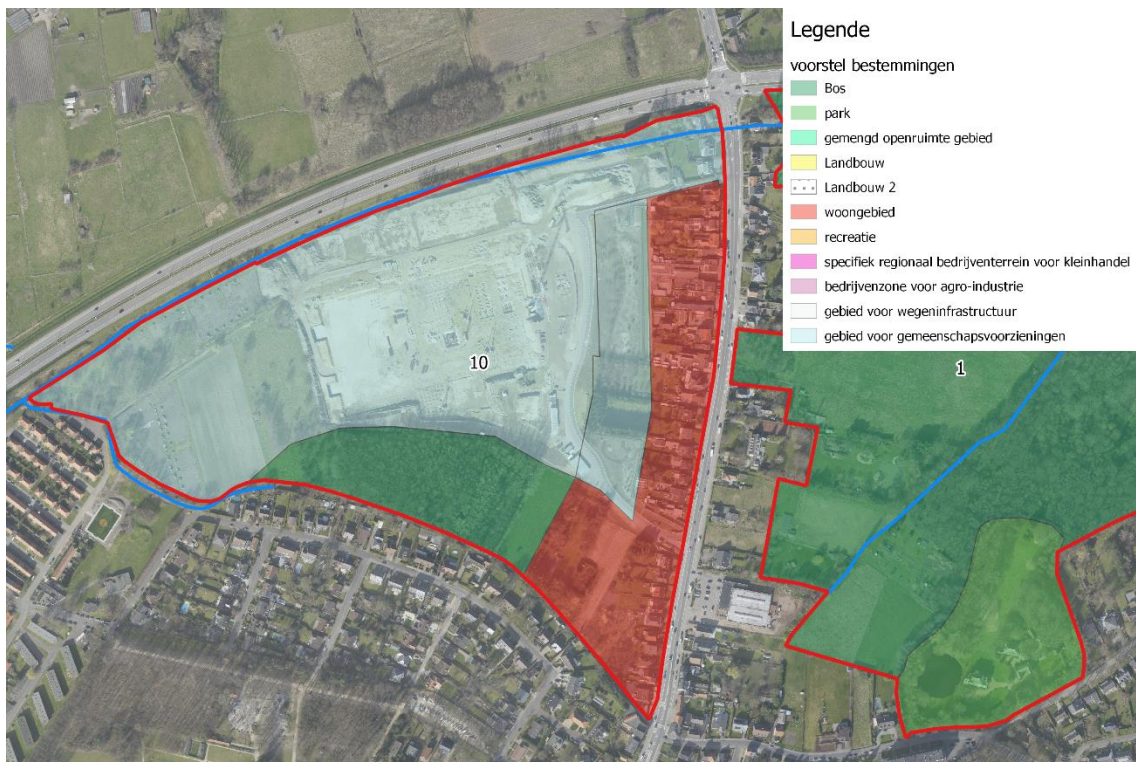 Legende
voorstel bestemmingen
Bos
park
gemengd openruimte gebied
Landbouw
Landbouw 2
woongebied
recreatie
specifiek regionaal bedrijventerrein voor kleinhandel
bedrijvenzone voor agro-industrie
gebied voor wegeninfrastructuur
gebied voor gemeenschapsvoorzieningen
10
1